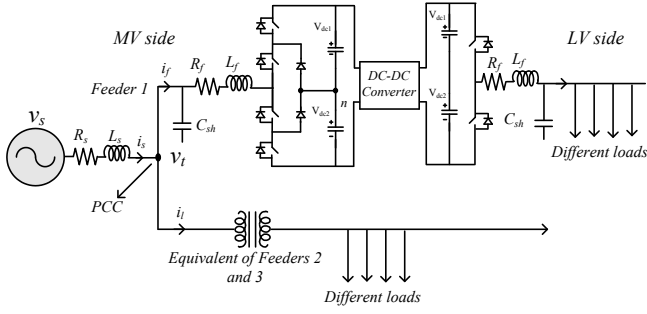 MV side
LV side
V_dc1
V_dc1
i_f
R_f
L_f
R_f
L_f
Feeder 1
DC-DC
Converter
n
V_dc2
V_dc2
v_s
C_sh
C_sh
R_s
L_s
i_s
v_t
Different loads
PCC
i_l
Equivalent of Feeders 2
and 3
Different loads